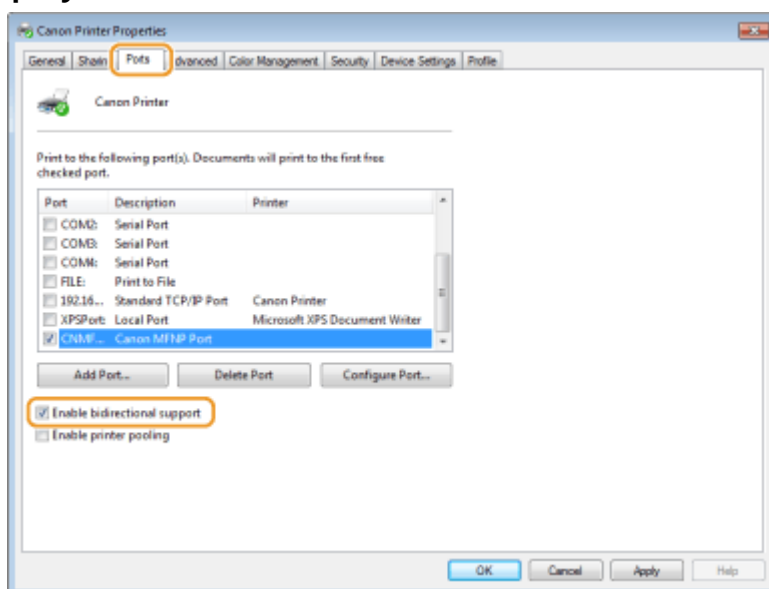 Canon Printer Properties
General Sharin Ports dvanced Color Management Security Device Settings Profile
Canon Printer
Print to the following port(s). Documents will print to the first free
checked port.
Port Description Printer
COM2: Serial Port
COM3: Serial Port
COM4: Serial Port
FILE: Print to File
192.16... Standard TCP/IP Port Canon Printer
XPSPort: Local Port Microsoft XPS Document Writer
CNMF... Canon MFNP Port
Add Port... Delete Port Configure Port...
Enable bidirectional support
Enable printer pooling
OK Cancel Apply Help